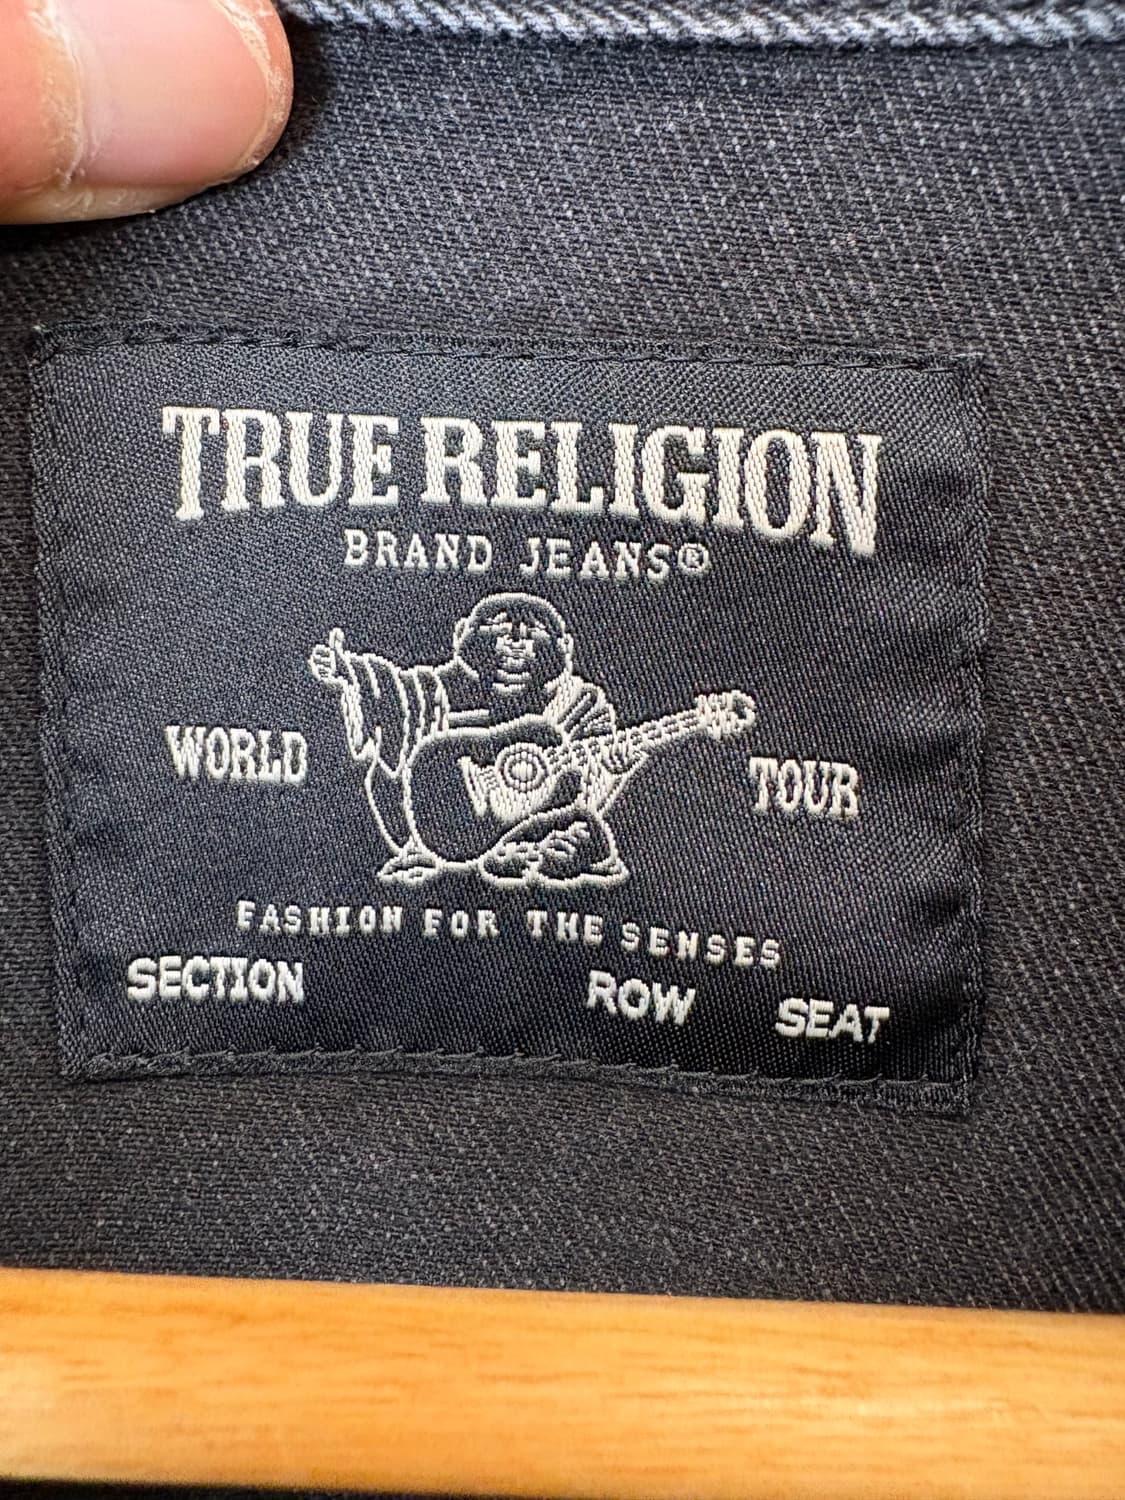 TRUE RELIGION
BRAND JEANS®
WORLD TOUR
FASHION FOR THE SENSES
SECTION ROW SEAT